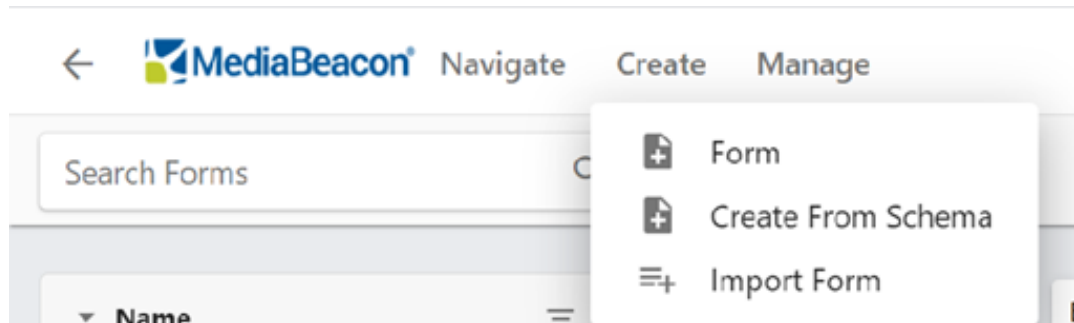 MediaBeacon® Navigate Create Manage
Search Forms
Form
Create From Schema
Import Form
Name